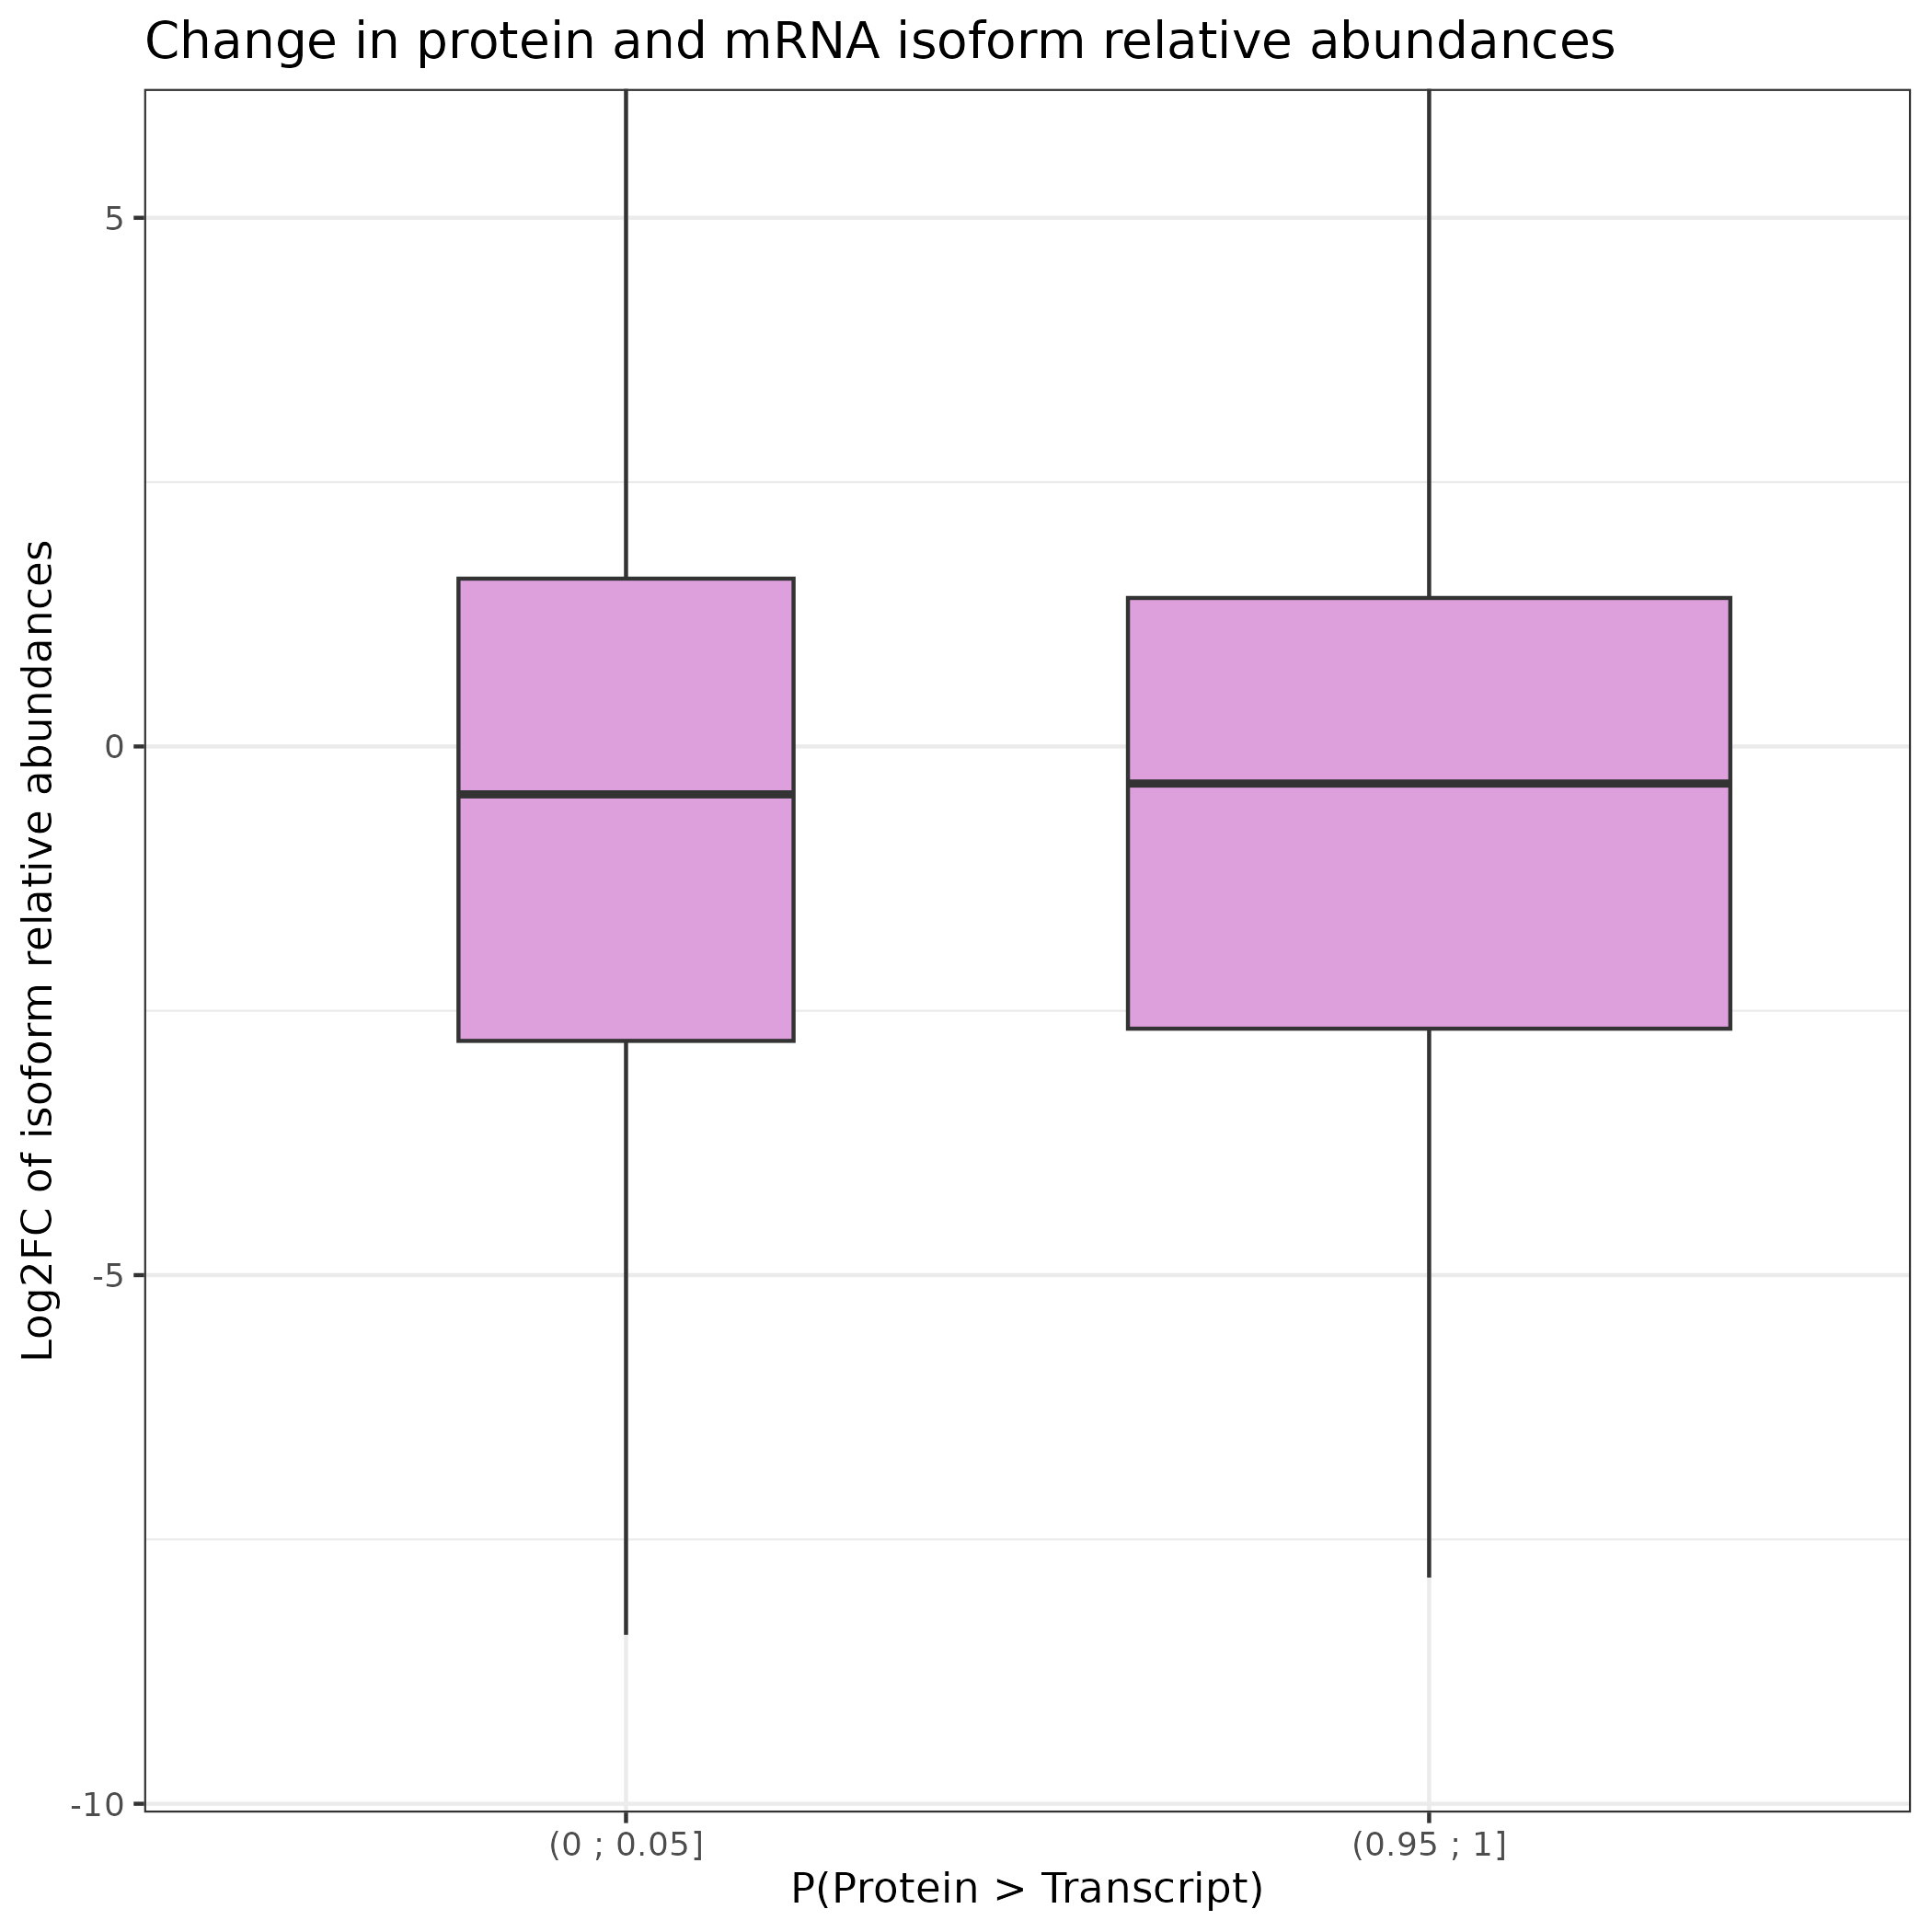 Change in protein and mRNA isoform relative abundances
Log2FC of isoform relative abundances
5
0
-5
-10
(0 ; 0.05]
(0.95 ; 1]
P(Protein > Transcript)